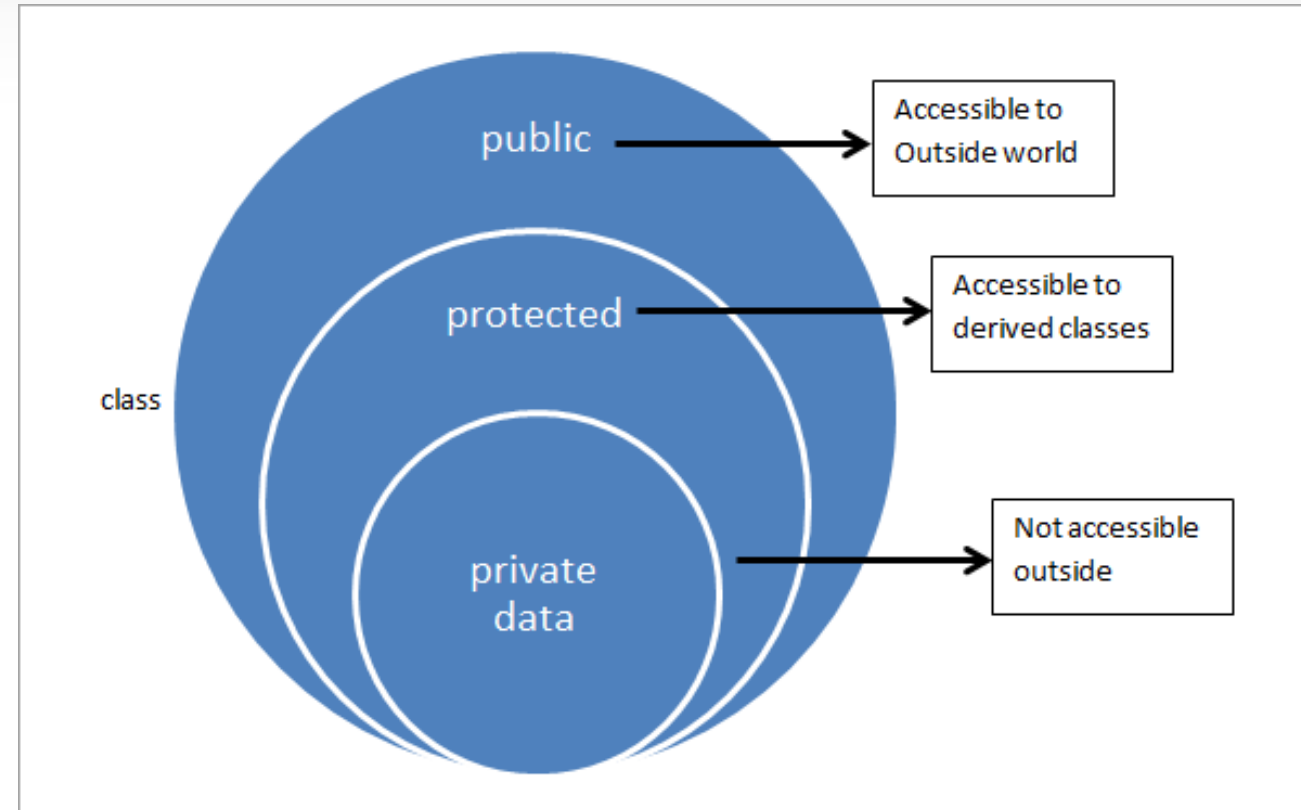 public
Accessible to
Outside world
protected
Accessible to
derived classes
class
private
data
Not accessible
outside